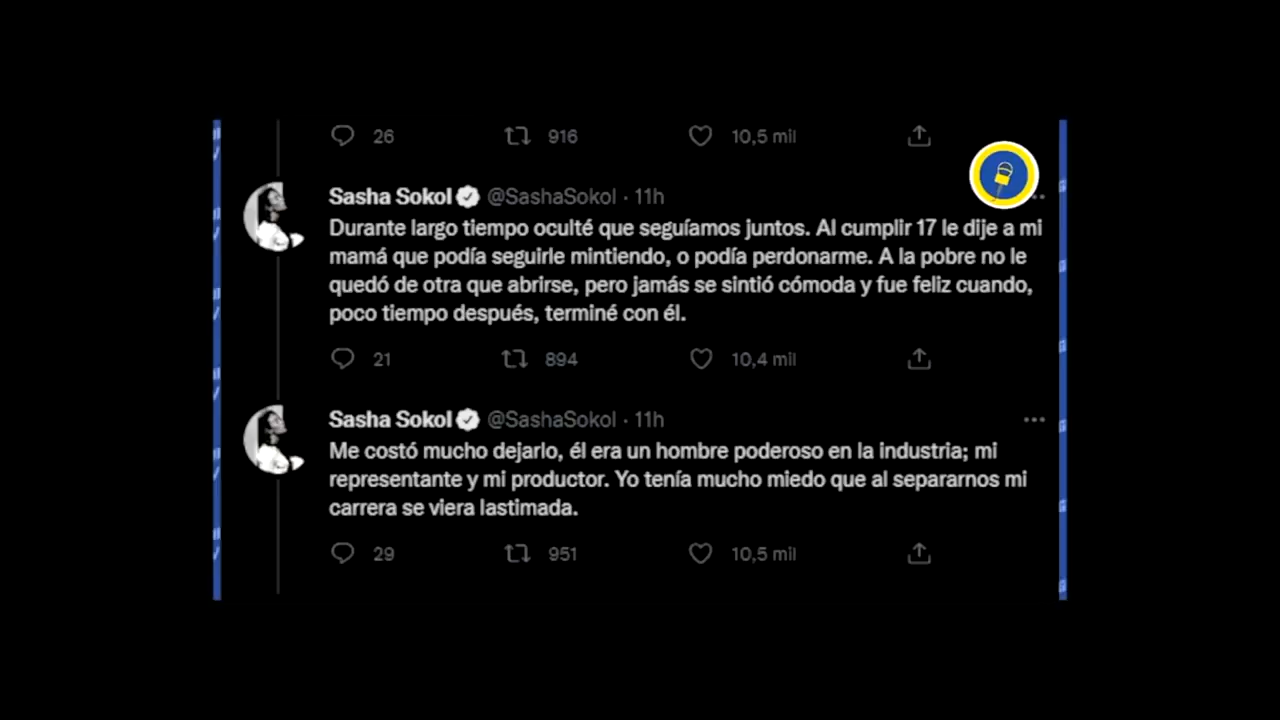 26 916 10,5 mil
Sasha Sokol @SashaSokol · 11h
Durante largo tiempo oculté que seguíamos juntos. Al cumplir 17 le dije a mi
mamá que podía seguirle mintiendo, o podía perdonarme. A la pobre no le
quedó de otra que abrirse, pero jamás se sintió cómoda y fue feliz cuando,
poco tiempo después, terminé con él.
21 894 10,4 mil
Sasha Sokol @SashaSokol · 11h
Me costó mucho dejarlo, él era un hombre poderoso en la industria; mi
representante y mi productor. Yo tenía mucho miedo que al separarnos mi
carrera se viera lastimada.
29 951 10,5 mil